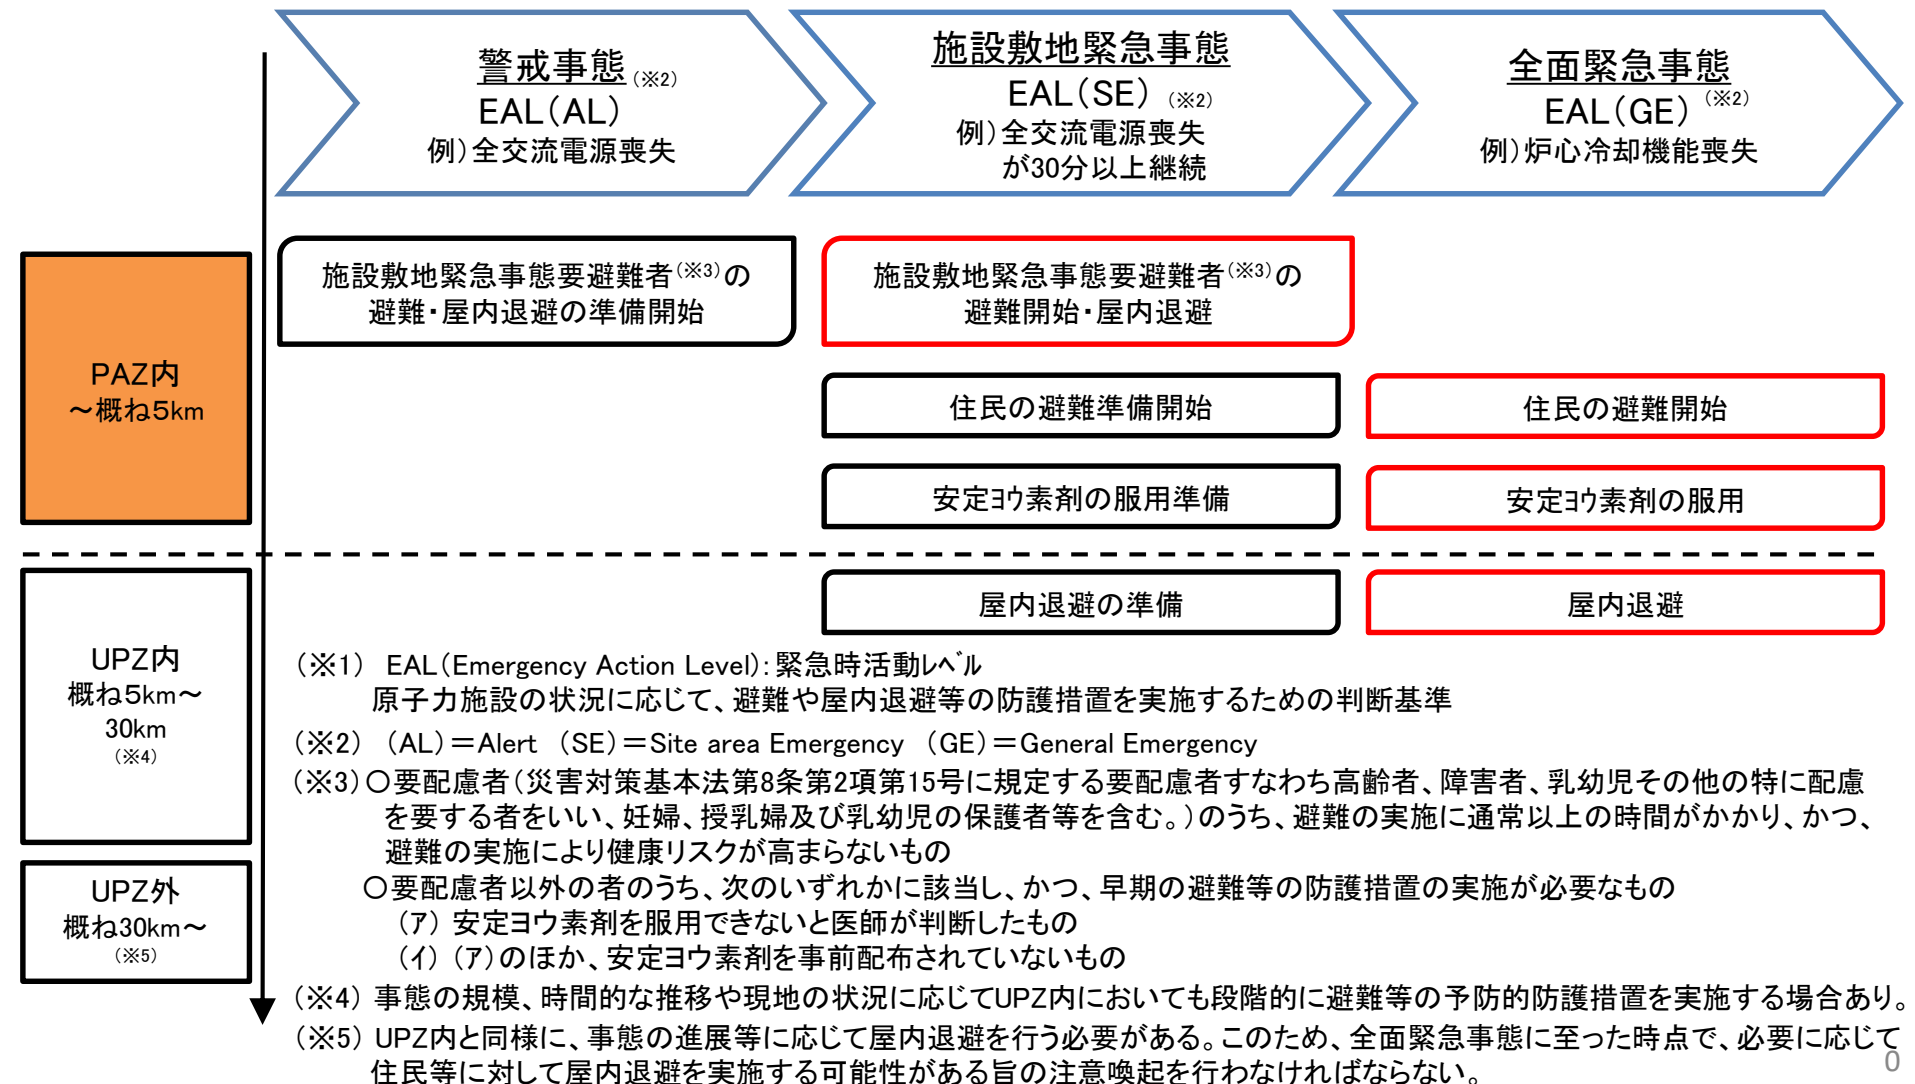 警戒事態(※2)
EAL(AL)
例)全交流電源喪失
施設敷地緊急事態
EAL(SE) (※2)
例)全交流電源喪失
が30分以上継続
全面緊急事態
EAL(GE) (※2)
例)炉心冷却機能喪失
PAZ内
~概ね5km
施設敷地緊急事態要避難者(※3)の
避難・屋内退避の準備開始
施設敷地緊急事態要避難者(※3)の
避難開始・屋内退避
住民の避難準備開始
住民の避難開始
安定ヨウ素剤の服用準備
安定ヨウ素剤の服用
UPZ内
概ね5km~
30km
(※4)
屋内退避の準備
屋内退避
UPZ外
概ね30km~
(※5)
(※1) EAL(Emergency Action Level):緊急時活動レベル
原子力施設の状況に応じて、避難や屋内退避等の防護措置を実施するための判断基準
(※2) (AL)=Alert (SE)=Site area Emergency (GE)=General Emergency
(※3)○要配慮者(災害対策基本法第8条第2項第15号に規定する要配慮者すなわち高齢者、障害者、乳幼児その他の特に配慮
を要する者をいい、妊婦、授乳婦及び乳幼児の保護者等を含む。)のうち、避難の実施に通常以上の時間がかかり、かつ、
避難の実施により健康リスクが高まらないもの
○要配慮者以外の者のうち、次のいずれかに該当し、かつ、早期の避難等の防護措置の実施が必要なもの
(ア) 安定ヨウ素剤を服用できないと医師が判断したもの
(イ) (ア)のほか、安定ヨウ素剤を事前配布されていないもの
(※4) 事態の規模、時間的な推移や現地の状況に応じてUPZ内においても段階的に避難等の予防的防護措置を実施する場合あり。
(※5) UPZ内と同様に、事態の進展等に応じて屋内退避を行う必要がある。このため、全面緊急事態に至った時点で、必要に応じて
住民等に対して屋内退避を実施する可能性がある旨の注意喚起を行わなければならない。
0